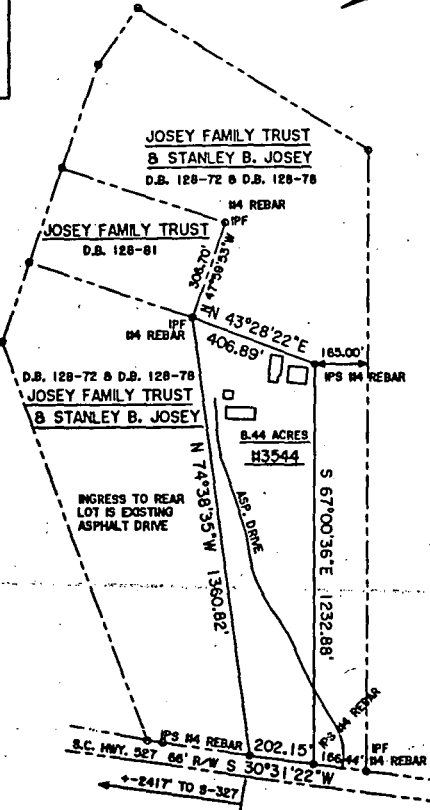 JOSEY FAMILY TRUST
& STANLEY B. JOSEY
D.B. 128-72 & D.B. 128-78
#4 REBAR
IPF
JOSEY FAMILY TRUST
D.B. 128-81
306.70'
N 47°59'53"W
N 43°28'22"E
406.89'
IPF
#4 REBAR
165.00'
IPS #4 REBAR
D.B. 128-72 & D.B. 128-78
JOSEY FAMILY TRUST
& STANLEY B. JOSEY
8.44 ACRES
#3544
N 74°38'35"W 1360.82'
INGRESS TO REAR
LOT IS EXISTING
ASPHALT DRIVE
ASP. DRIVE
S 67°00'36"E 1232.88'
IPS #4 REBAR
IPS #4 REBAR
202.15'
166.44'
IPF
#4 REBAR
S.C. HWY. 527 66' R/W S 30°31'22"W
+-2417' TO S-327